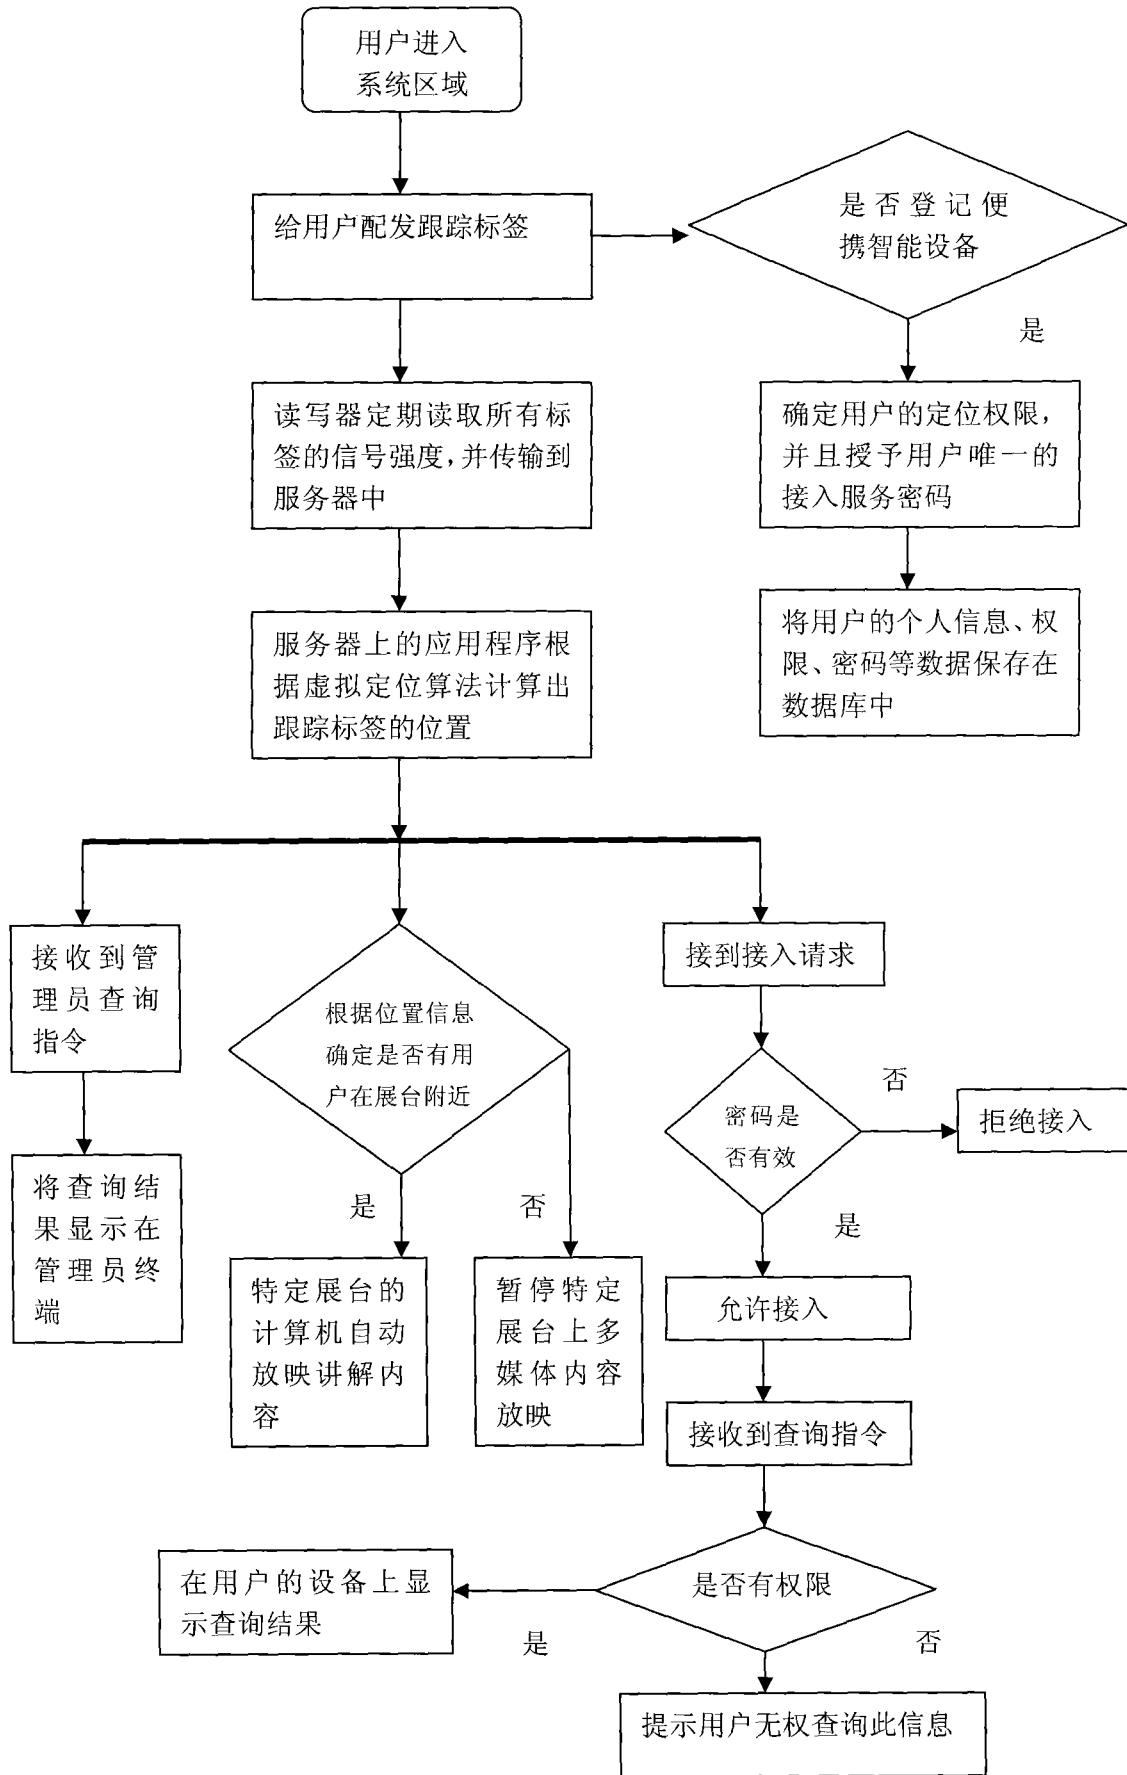 用户进入
系统区域
给用户配发跟踪标签
是否登记便
携智能设备
是
读写器定期读取所有标
签的信号强度,并传输到
服务器中
确定用户的定位权限，
并且授予用户唯一的
接入服务密码
服务器上的应用程序根
据虚拟定位算法计算出
跟踪标签的位置
将用户的个人信息、权
限、密码等数据保存在
数据库中
接收到管
理员查询
指令
将查询结
果显示在
管理员终
端
根据位置信息
确定是否有用
户在展台附近
是
否
特定展台的
计算机自动
放映讲解内
容
暂停特定
展台上多
媒体内容
放映
接到接入请求
密码是
否有效
否
拒绝接入
是
允许接入
接收到查询指令
是否有权限
在用户的设备上显
示查询结果
是
否
提示用户无权查询此信息